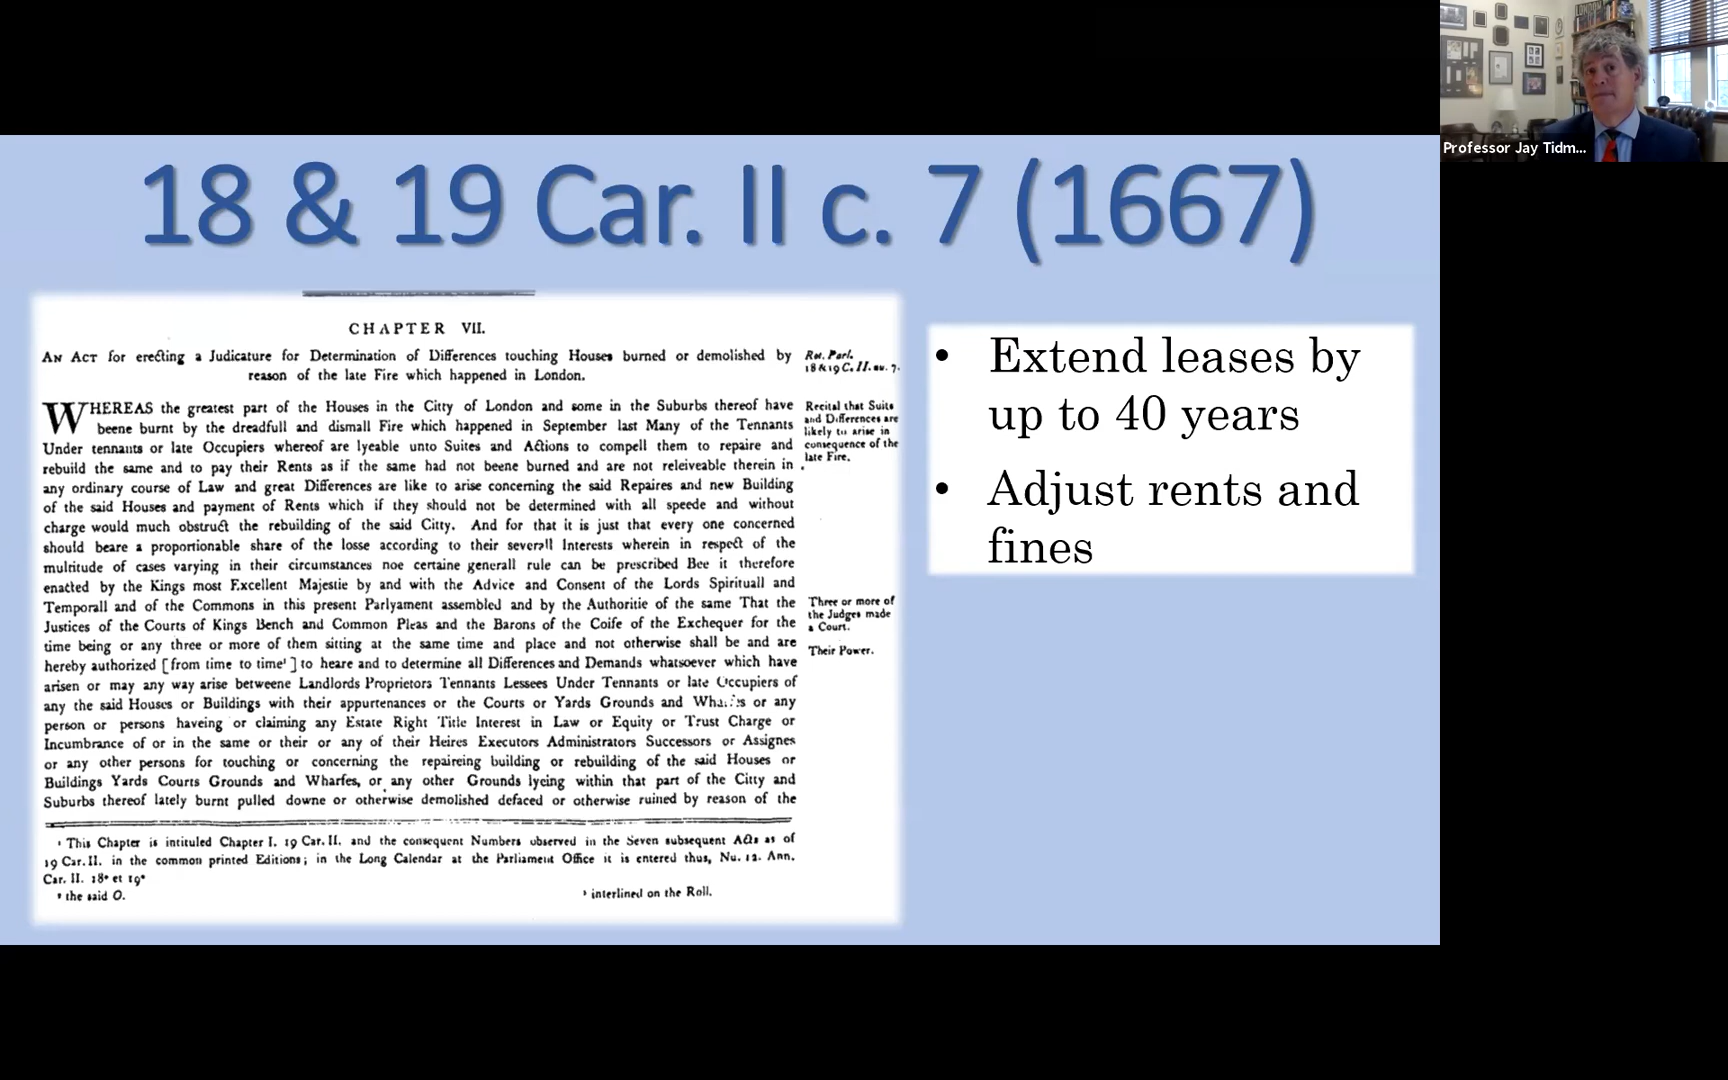 18 & 19 Car. II c. 7 (1667)
CHAPTER VII.
AN ACT for erecting a Judicature for Determination of Differences touching Houses burned or demolished by
reason of the late Fire which happened in London.
Rot. Parl.
18 & 19 C. II. nu. 7.
WHEREAS the greatest part of the Houses in the Citty of London and some in the Suburbs thereof have
beene burnt by the dreadfull and dismall Fire which happened in September last Many of the Tennants
Under tennants or late Occupiers whereof are lyeable unto Suites and Actions to compell them to repaire and
rebuild the same and to pay their Rents as if the same had not beene burned and are not releiveable therein in
any ordinary course of Law and great Differences are like to arise concerning the said Repaires and new Building
of the said Houses and payment of Rents which if they should not be determined with all speede and without
charge would much obstruct the rebuilding of the said Citty. And for that it is just that every one concerned
should beare a proportionable share of the losse according to their severall Interests wherein in respect of the
multitude of cases varying in their circumstances noe certaine generall rule can be prescribed Bee it therefore
enacted by the Kings most Excellent Majestie by and with the Advice and Consent of the Lords Spirituall and
Temporall and of the Commons in this present Parlyament assembled and by the Authoritie of the same That the
Justices of the Courts of Kings Bench and Common Pleas and the Barons of the Coife of the Exchequer for the
time being or any three or more of them sitting at the same time and place and not otherwise shall be and are
hereby authorized [from time to time¹] to heare and to determine all Differences and Demands whatsoever which have
arisen or may any way arise betweene Landlords Proprietors Tennants Lessees Under Tennants or late Occupiers of
any the said Houses or Buildings with their appurtenances or the Courts or Yards Grounds and Wharfes or any
person or persons haveing or claiming any Estate Right Title Interest in Law or Equity or Trust Charge or
Incumbrance of or in the same or their or any of their Heires Executors Administrators Successors or Assignes
or any other persons for touching or concerning the repaireing building or rebuilding of the said Houses or
Buildings Yards Courts Grounds and Wharfes, or any other Grounds lyeing within that part of the Citty and
Suburbs thereof lately burnt pulled downe or otherwise demolished defaced or otherwise ruined by reason of the
Recital that Suits
and Differences are
likely to arise in
consequence of the
late Fire.
Three or more of
the Judges made
a Court.
Their Power.
¹ This Chapter is intituled Chapter I. 19 Car. II. and the consequent Numbers observed in the Seven subsequent Acts as of
19 Car. II. in the common printed Editions; in the Long Calendar at the Parliament Office it is entered thus, Nu. 12. Ann.
Car. II. 18° et 19°
² the said O.
³ interlined on the Roll.
• Extend leases by
up to 40 years
• Adjust rents and
fines
Professor Jay Tidm...